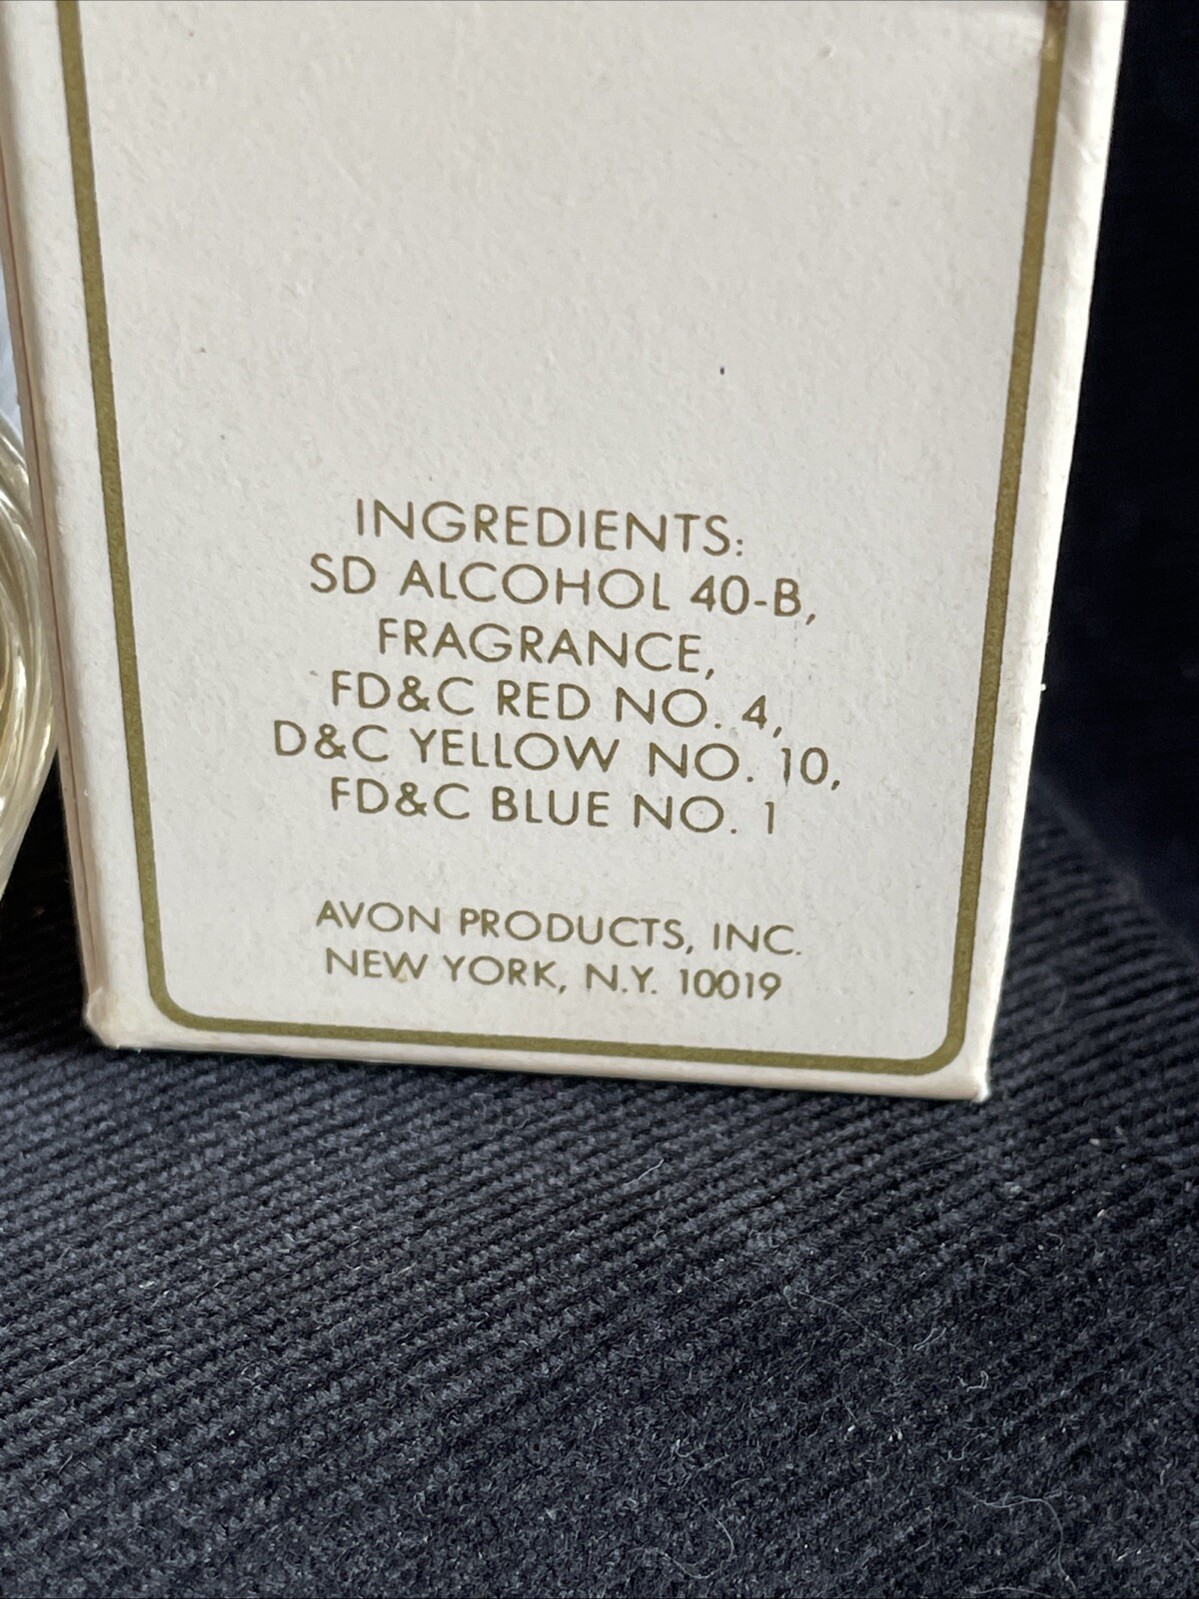 INGREDIENTS:
SD ALCOHOL 40-B,
FRAGRANCE,
FD&C RED NO. 4,
D&C YELLOW NO. 10,
FD&C BLUE NO. 1
AVON PRODUCTS, INC.
NEW YORK, N.Y. 10019